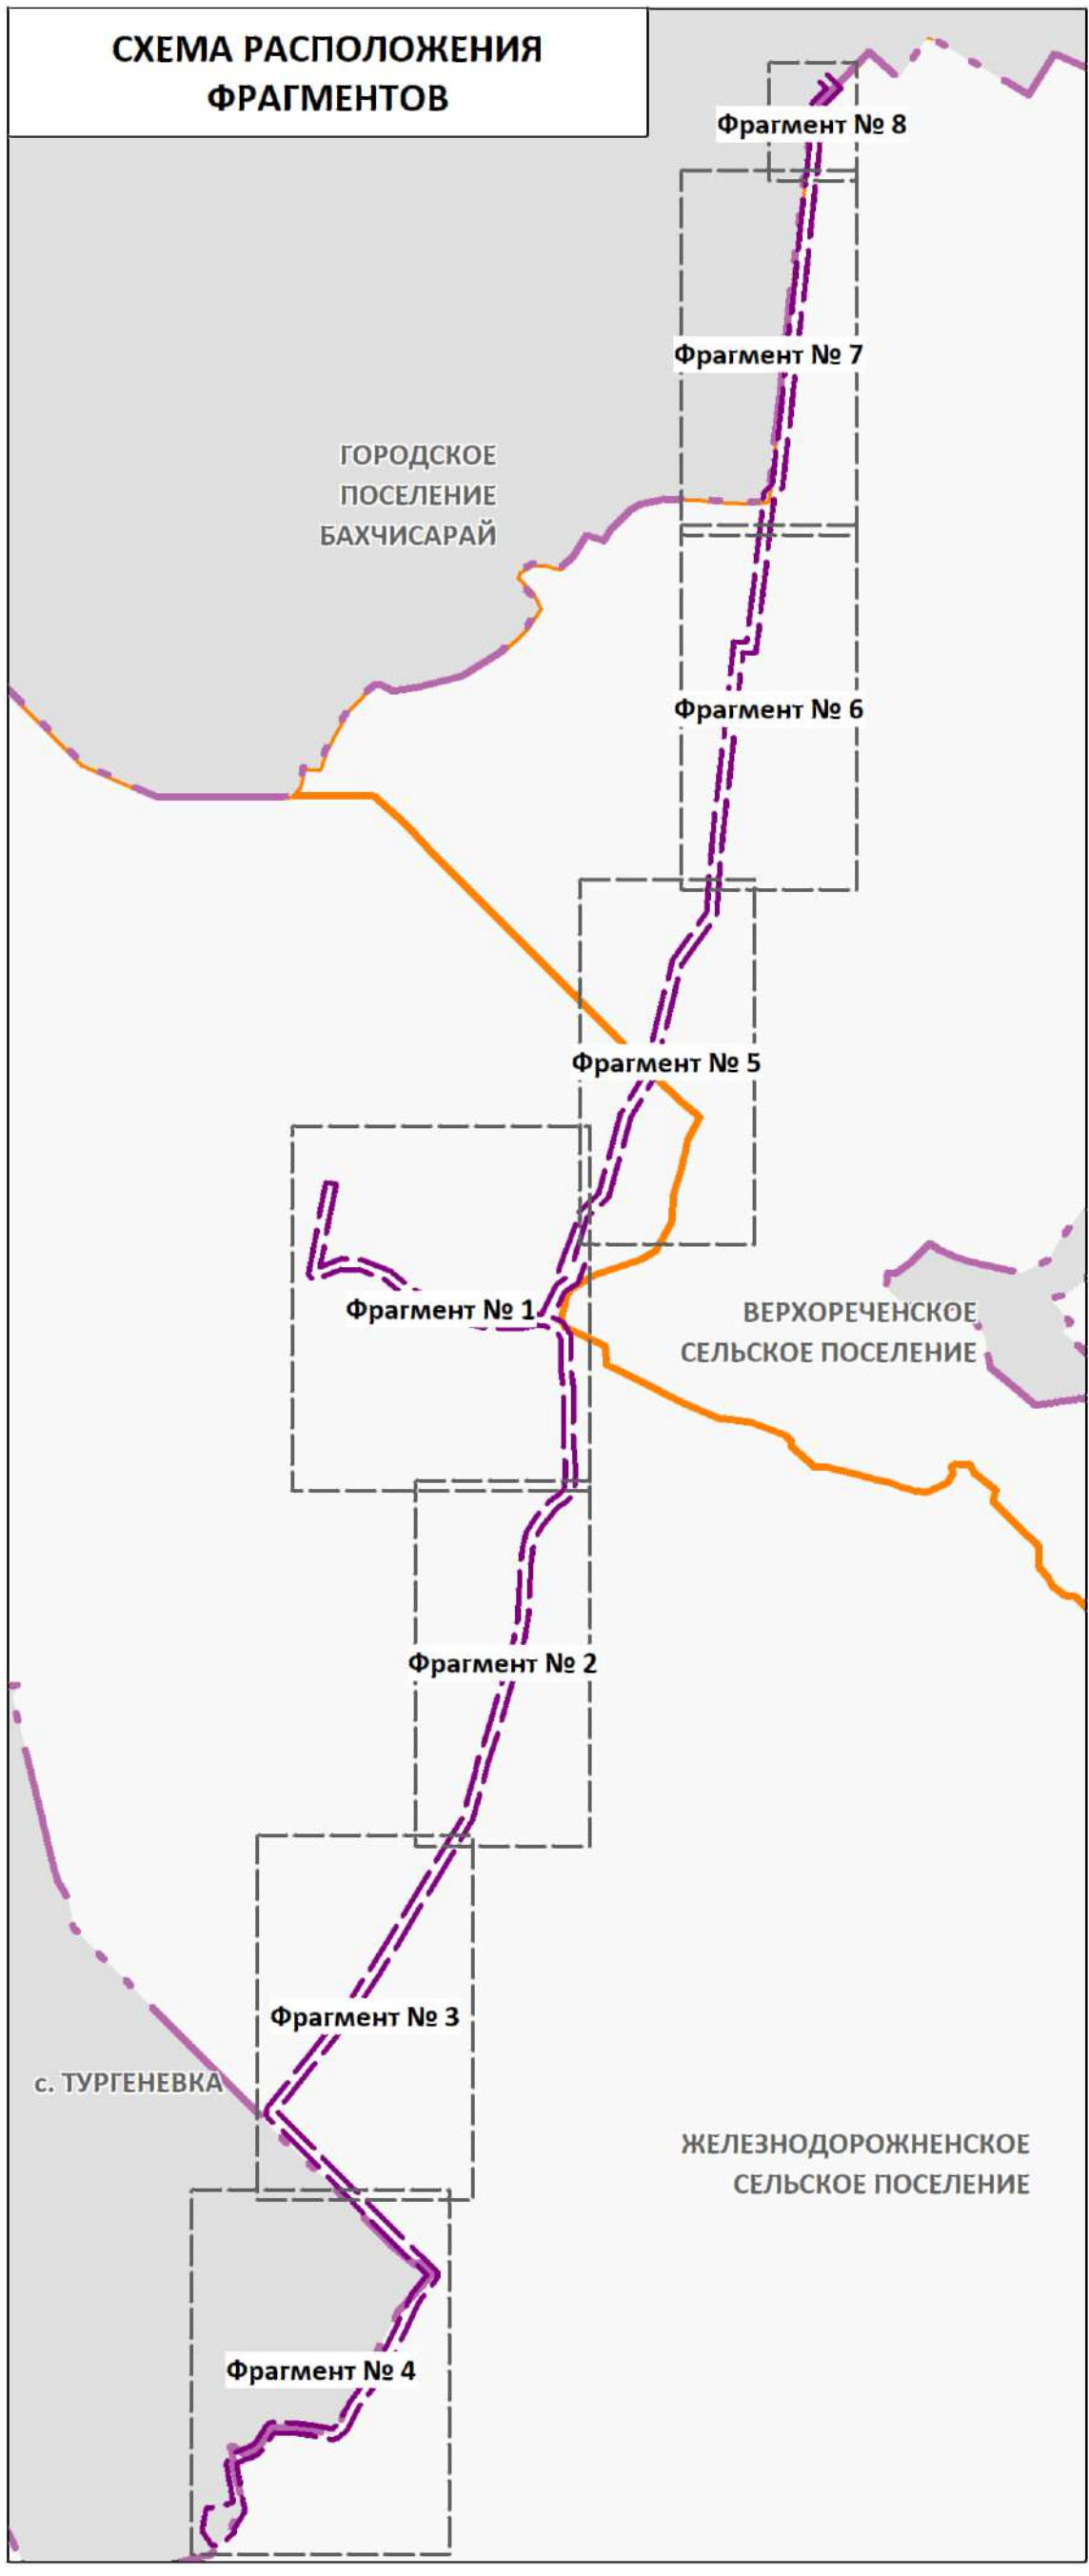 СХЕМА РАСПОЛОЖЕНИЯ
ФРАГМЕНТОВ
Фрагмент № 8
Фрагмент № 7
ГОРОДСКОЕ
ПОСЕЛЕНИЕ
БАХЧИСАРАЙ
Фрагмент № 6
Фрагмент № 5
Фрагмент № 1
ВЕРХОРЕЧЕНСКОЕ
СЕЛЬСКОЕ ПОСЕЛЕНИЕ
Фрагмент № 2
Фрагмент № 3
с. ТУРГЕНЕВКА
ЖЕЛЕЗНОДОРОЖНЕНСКОЕ
СЕЛЬСКОЕ ПОСЕЛЕНИЕ
Фрагмент № 4